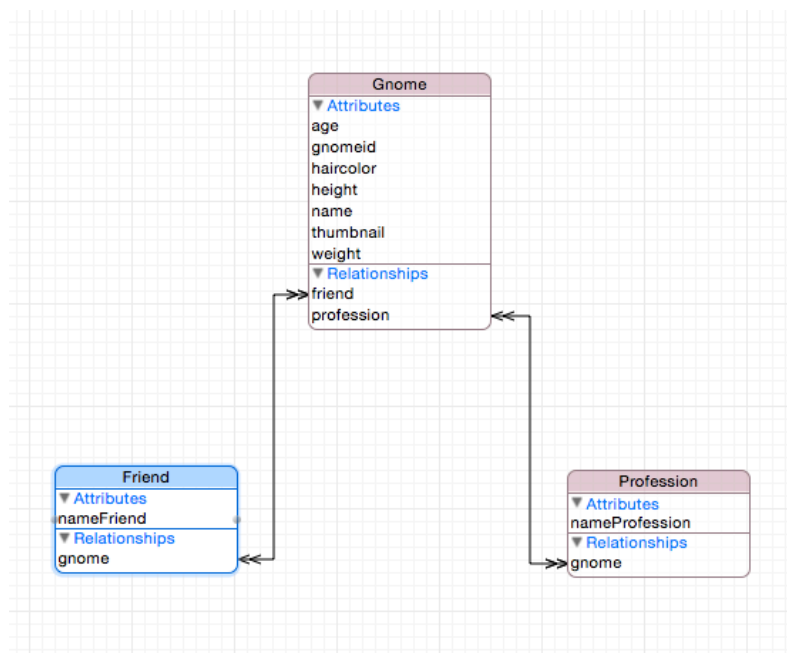 Gnome
Attributes
age
gnomeid
haircolor
height
name
thumbnail
weight
Relationships
friend
profession
Friend
Attributes
nameFriend
Relationships
gnome
Profession
Attributes
nameProfession
Relationships
gnome